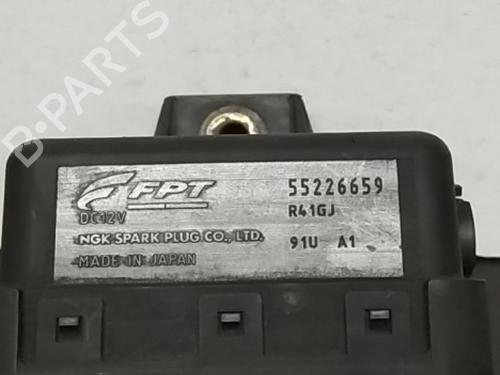 B-PARTS
FPT
55226659
DC12V
R41GJ
NGK SPARK PLUG CO., LTD.
91U A1
MADE IN JAPAN